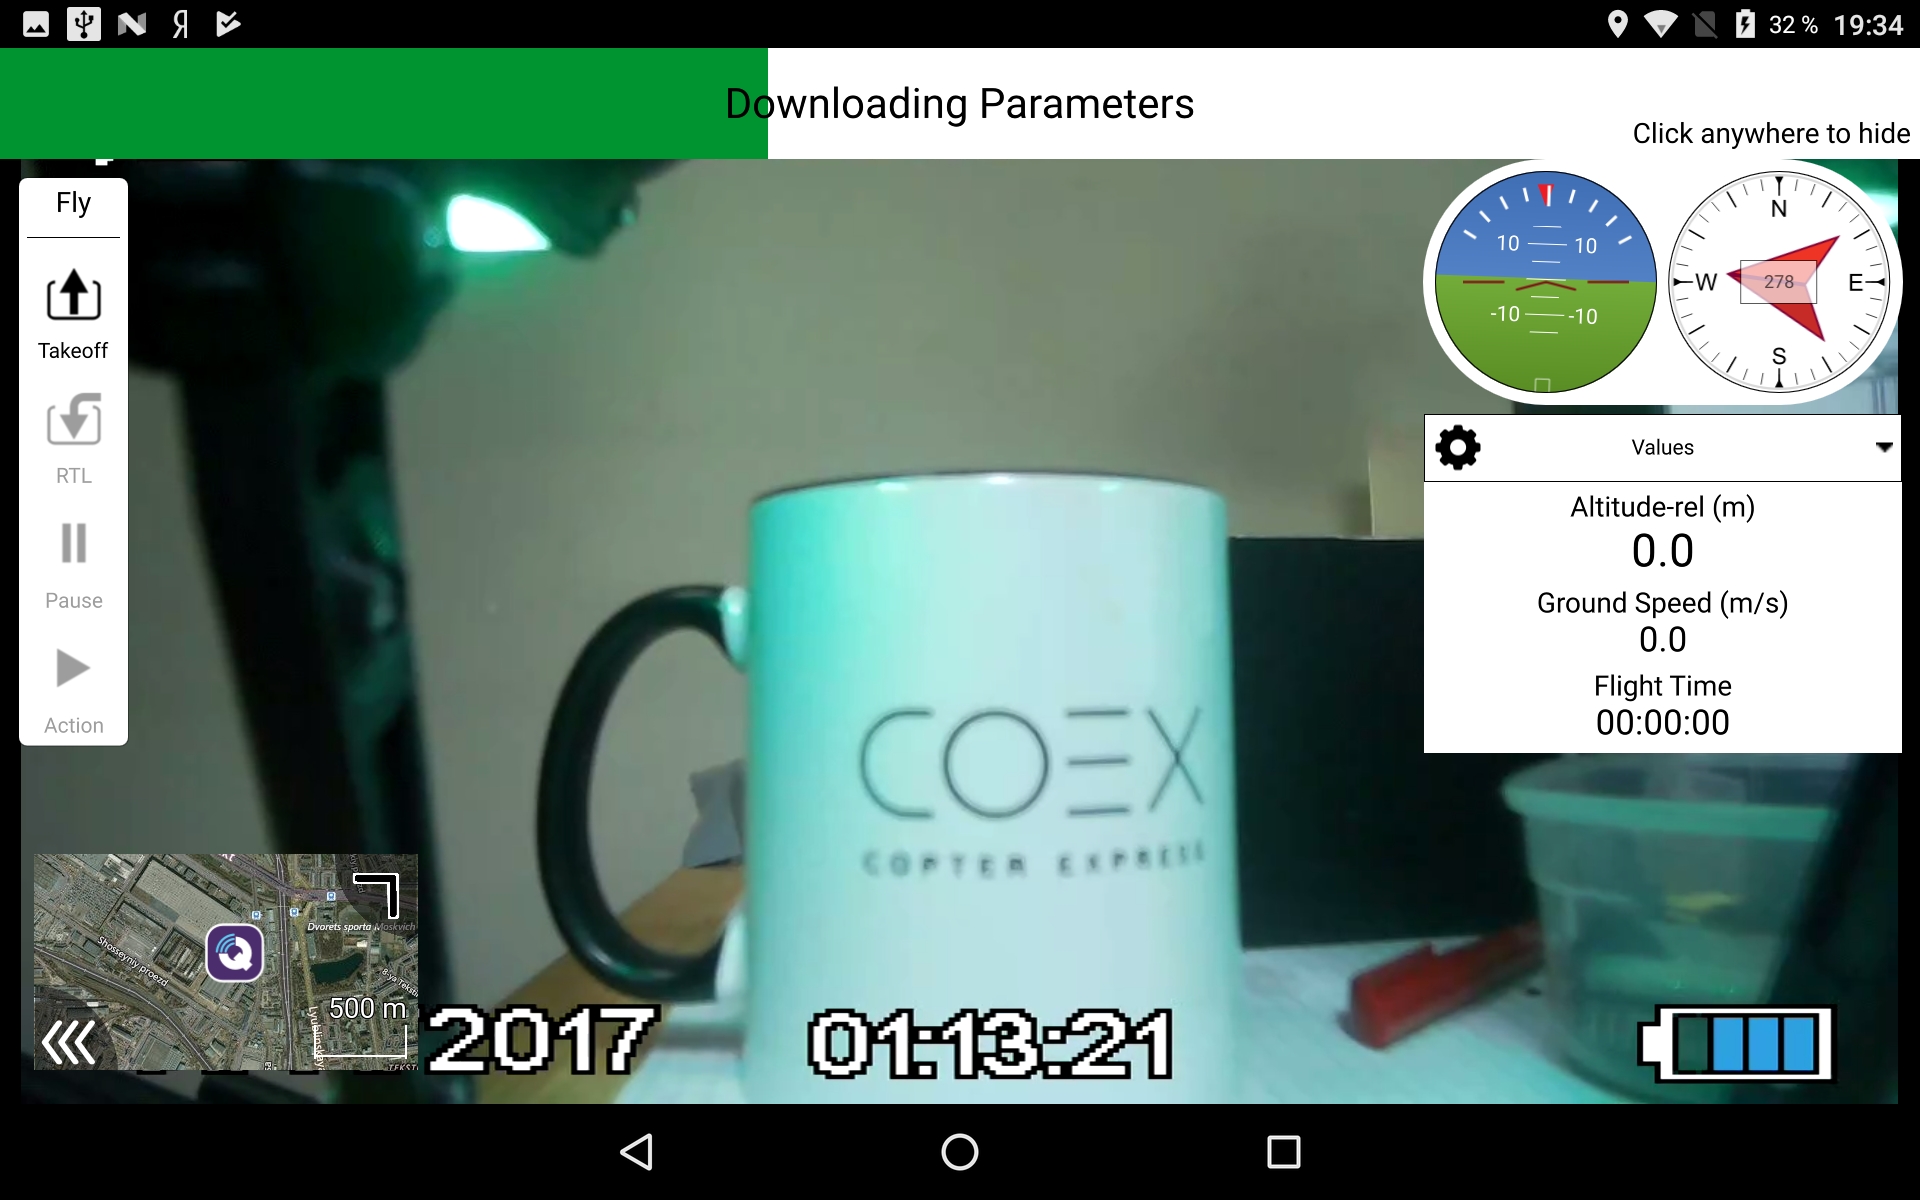 32 % 19:34
Downloading Parameters
Click anywhere to hide
Fly
Takeoff
RTL
Pause
Action
10 10
-10 -10
N
W 278 E
S
Values
Altitude-rel (m)
0.0
Ground Speed (m/s)
0.0
Flight Time
00:00:00
COEX
COPTER EXPRESS
Dvorets sporta Moskvich
Shosseyniy proezd
500 m
2017 01:13:21